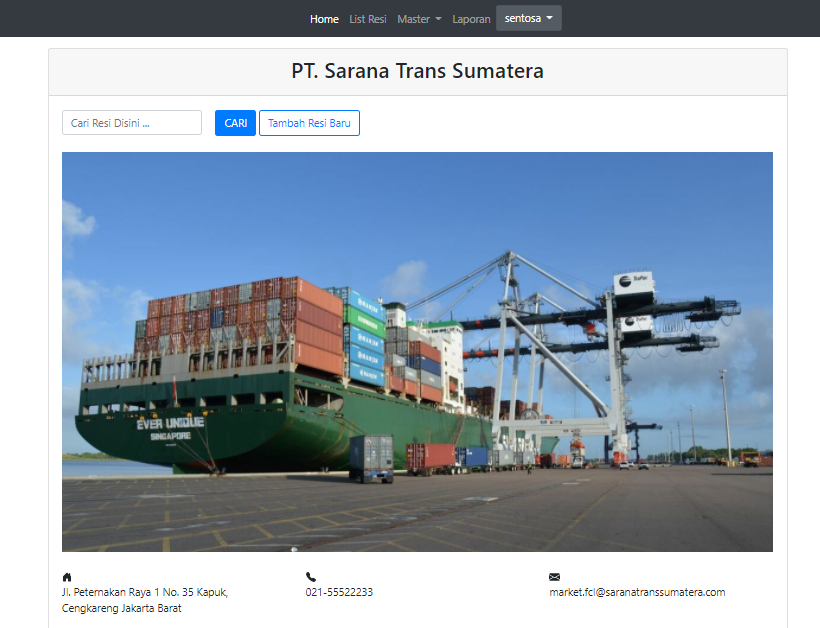 Home List Resi Master Laporan sentosa
PT. Sarana Trans Sumatera
Cari Resi Disini ...
CARI
Tambah Resi Baru
EVER UNIQUE
SINGAPORE
Jl. Peternakan Raya 1 No. 35 Kapuk,
Cengkareng Jakarta Barat
021-55522233
market.fcl@saranatranssumatera.com